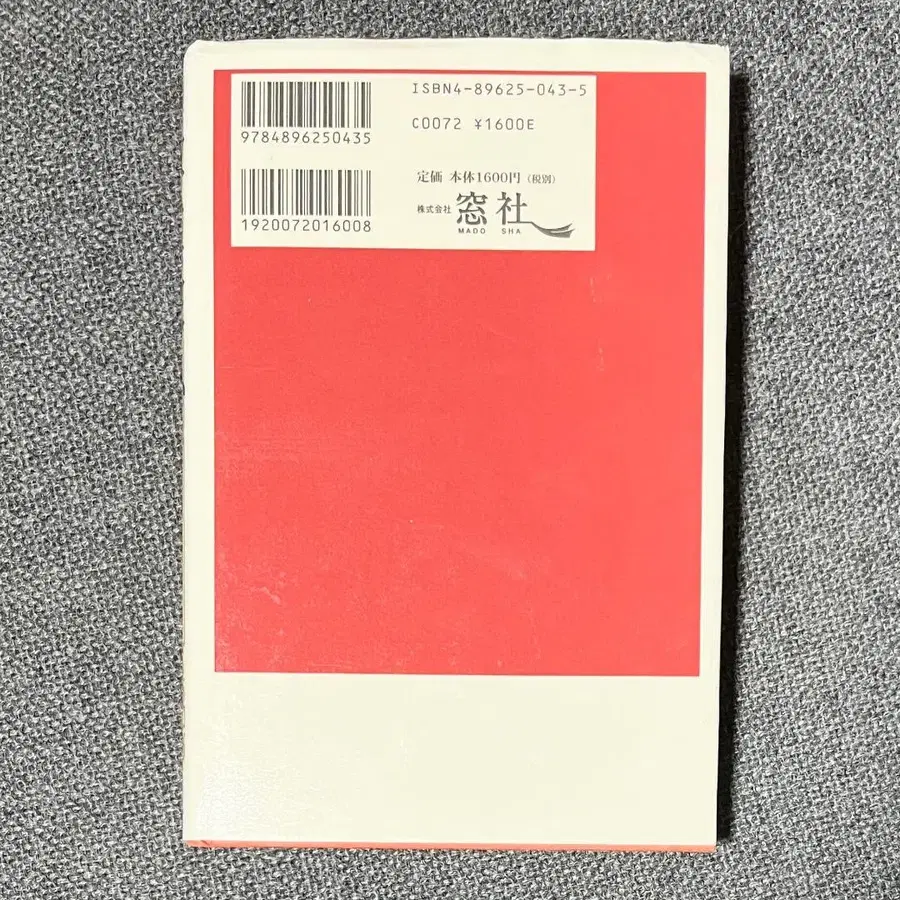 ISBN4-89625-043-5
9784896250435
C0072 ¥1600E
定価 本体1600円 (税別)
株式会社 窓社
MADO SHA
1920072016008